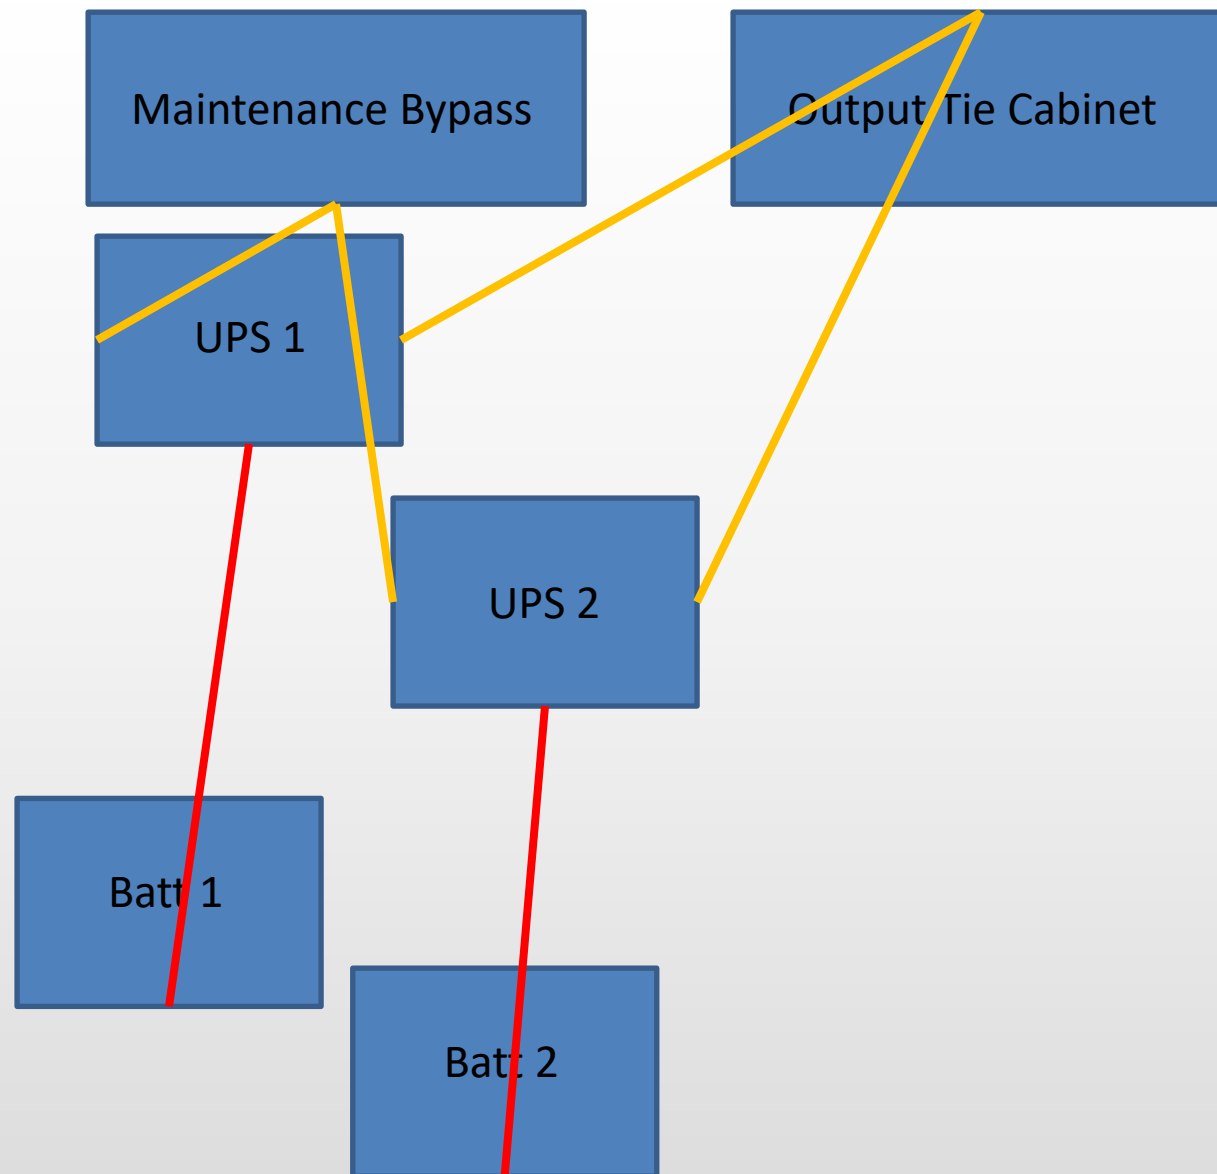 Maintenance Bypass
Output Tie Cabinet
UPS 1
UPS 2
Batt 1
Batt 2